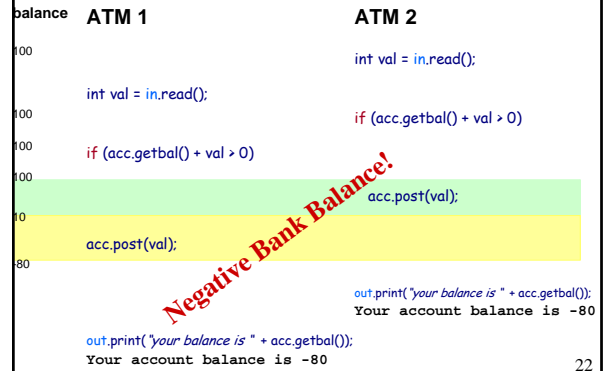 balance ATM 1 ATM 2
100
int val = in.read();
int val = in.read();
100
if (acc.getbal() + val > 0)
100
if (acc.getbal() + val > 0)
100
acc.post(val);
10
acc.post(val);
-80
Negative Bank Balance!
out.print("your balance is " + acc.getbal());
Your account balance is -80
out.print("your balance is " + acc.getbal());
Your account balance is -80
22